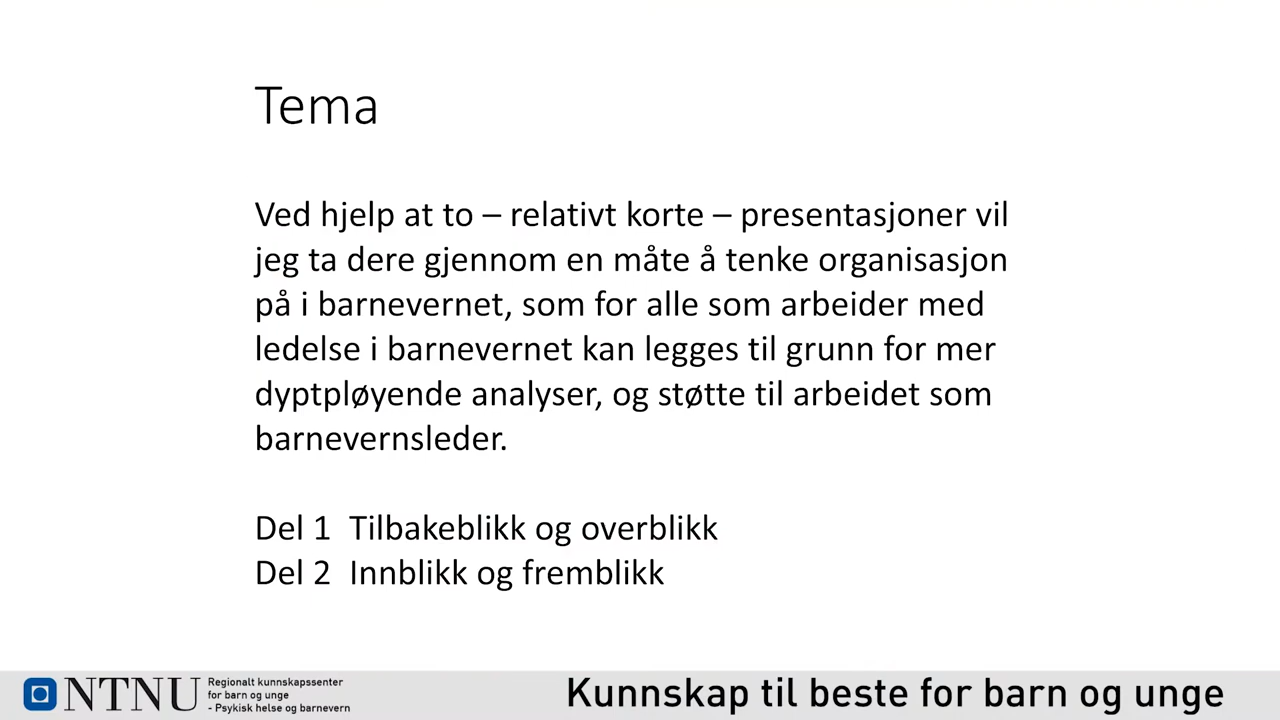 Tema
Ved hjelp at to – relativt korte – presentasjoner vil
jeg ta dere gjennom en måte å tenke organisasjon
på i barnevernet, som for alle som arbeider med
ledelse i barnevernet kan legges til grunn for mer
dyptpløyende analyser, og støtte til arbeidet som
barnevernsleder.
Del 1 Tilbakeblikk og overblikk
Del 2 Innblikk og fremblikk
NTNU
Regionalt kunnskapssenter
for barn og unge
- Psykisk helse og barnevern
Kunnskap til beste for barn og unge